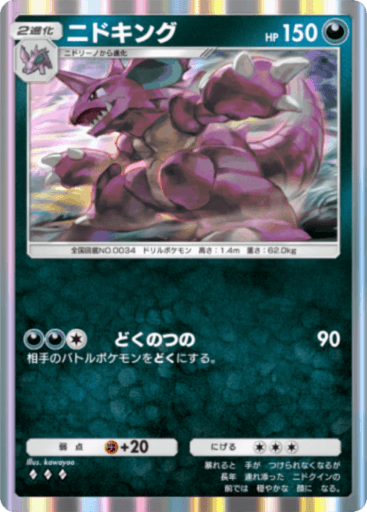 2進化 ニドキング HP 150
ニドリーノから進化
全国図鑑NO.0034 ドリルポケモン 高さ:1.4m 重さ:62.0kg
どくのつの 90
相手のバトルポケモンをどくにする。
弱点 +20 にげる
Illus. kawayoo
暴れると 手が つけられなくなるが
長年 連れ添った ニドクインの
前では 穏やかな 顔に なる。